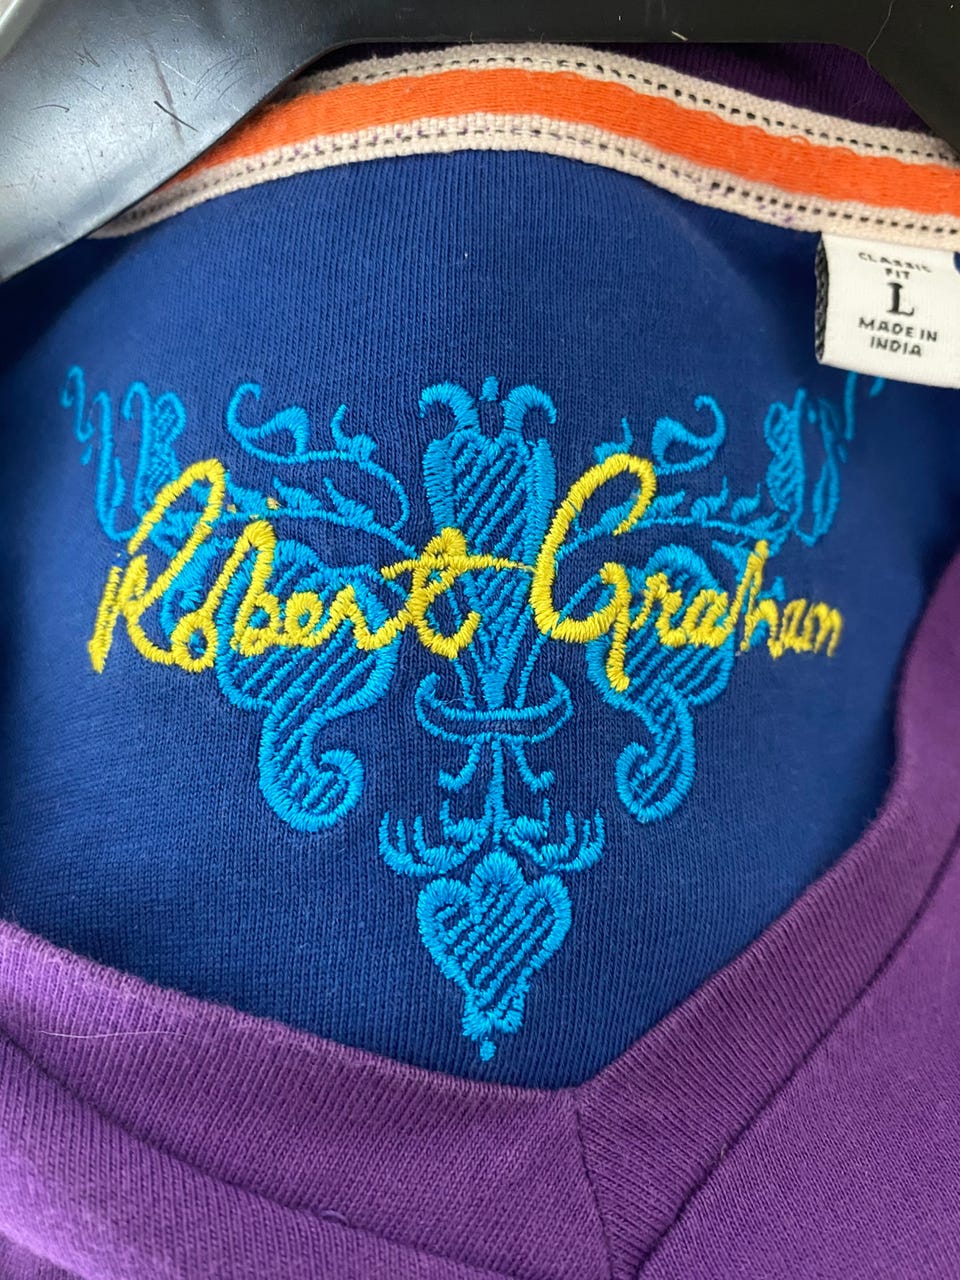 CLASSIC
FIT
L
MADE IN
INDIA
Robert Graham